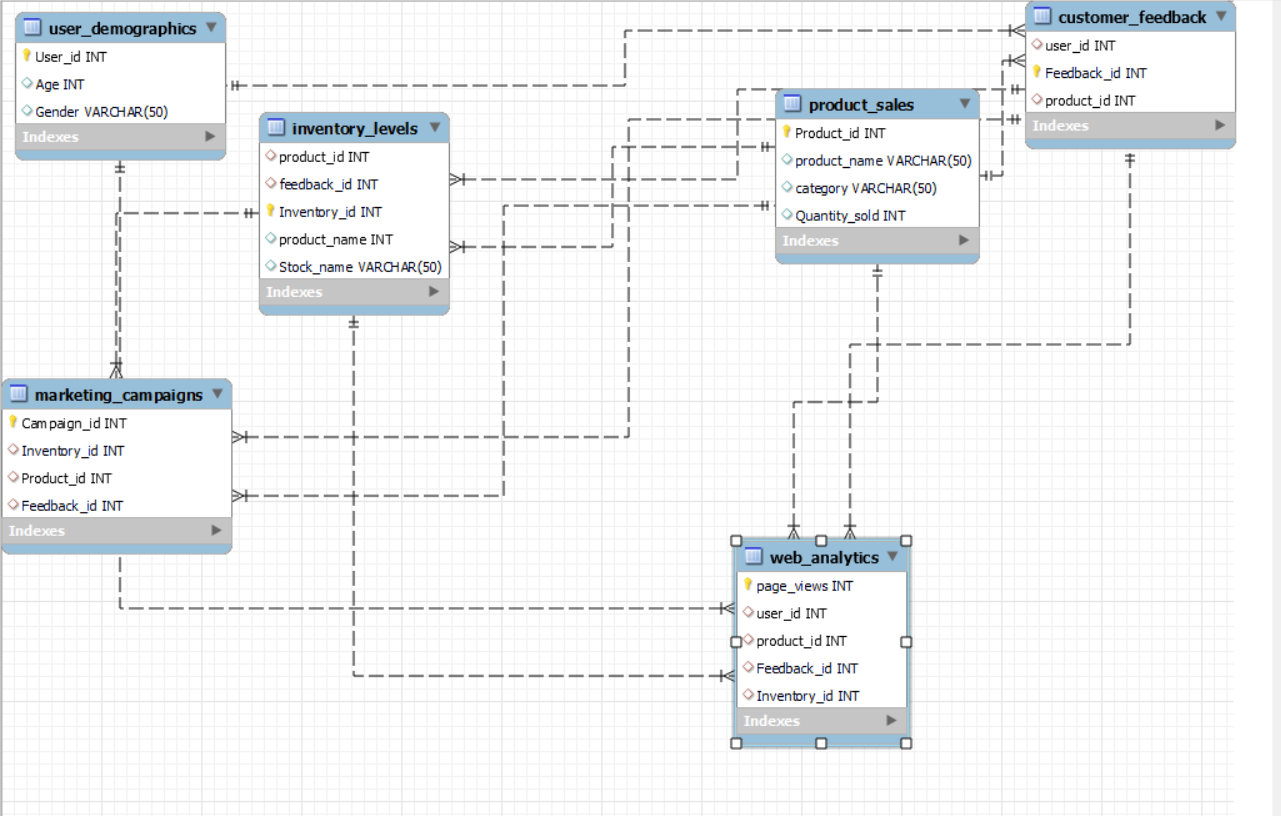 user_demographics
User_id INT
Age INT
Gender VARCHAR(50)
Indexes
customer_feedback
user_id INT
Feedback_id INT
product_id INT
Indexes
inventory_levels
product_id INT
feedback_id INT
Inventory_id INT
product_name INT
Stock_name VARCHAR(50)
Indexes
product_sales
Product_id INT
product_name VARCHAR(50)
category VARCHAR(50)
Quantity_sold INT
Indexes
marketing_campaigns
Campaign_id INT
Inventory_id INT
Product_id INT
Feedback_id INT
Indexes
web_analytics
page_views INT
user_id INT
product_id INT
Feedback_id INT
Inventory_id INT
Indexes